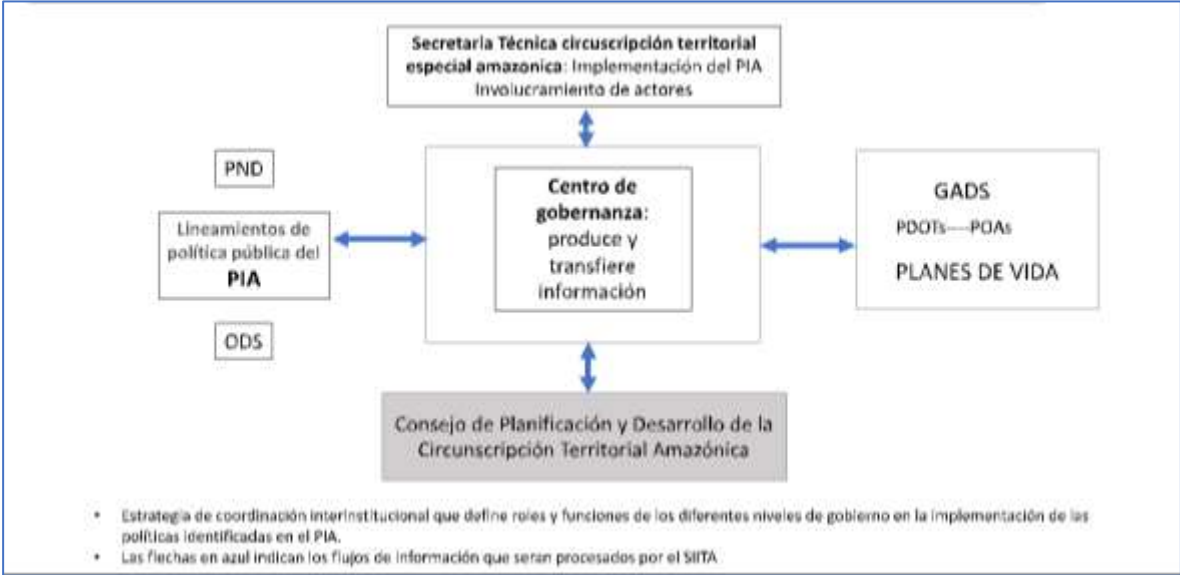 Secretaria Técnica circuscripción territorial
especial amazonica: Implementación del PIA
Involucramiento de actores
PND
Lineamientos de
política pública del
PIA
ODS
Centro de
gobernanza:
produce y
transfiere
información
GADS
PDOTs----POAs
PLANES DE VIDA
Consejo de Planificación y Desarrollo de la
Circunscripción Territorial Amazónica
• Estrategia de coordinación interinstitucional que define roles y funciones de los diferentes niveles de gobierno en la implementación de las
políticas identificadas en el PIA.
• Las flechas en azul indican los flujos de información que seran procesados por el SIITA